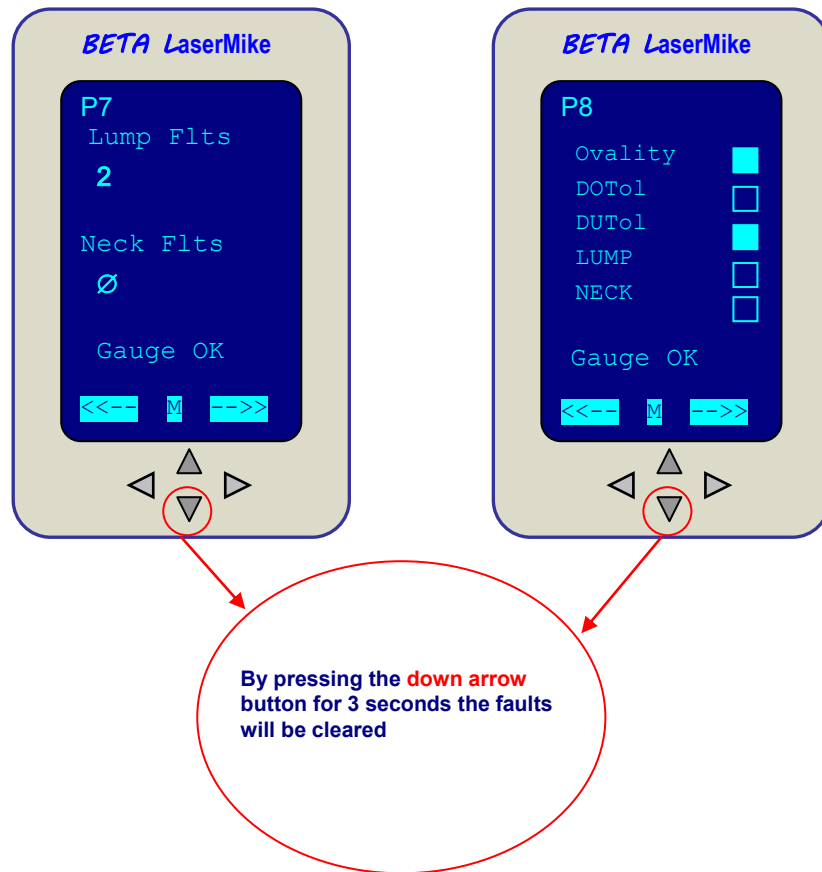 BETA LaserMike
P7
Lump Flts
2
Neck Flts
Ø
Gauge OK
<<-- M -->>
BETA LaserMike
P8
Ovality
DOTol
DUTol
LUMP
NECK
Gauge OK
<<-- M -->>
By pressing the down arrow
button for 3 seconds the faults
will be cleared